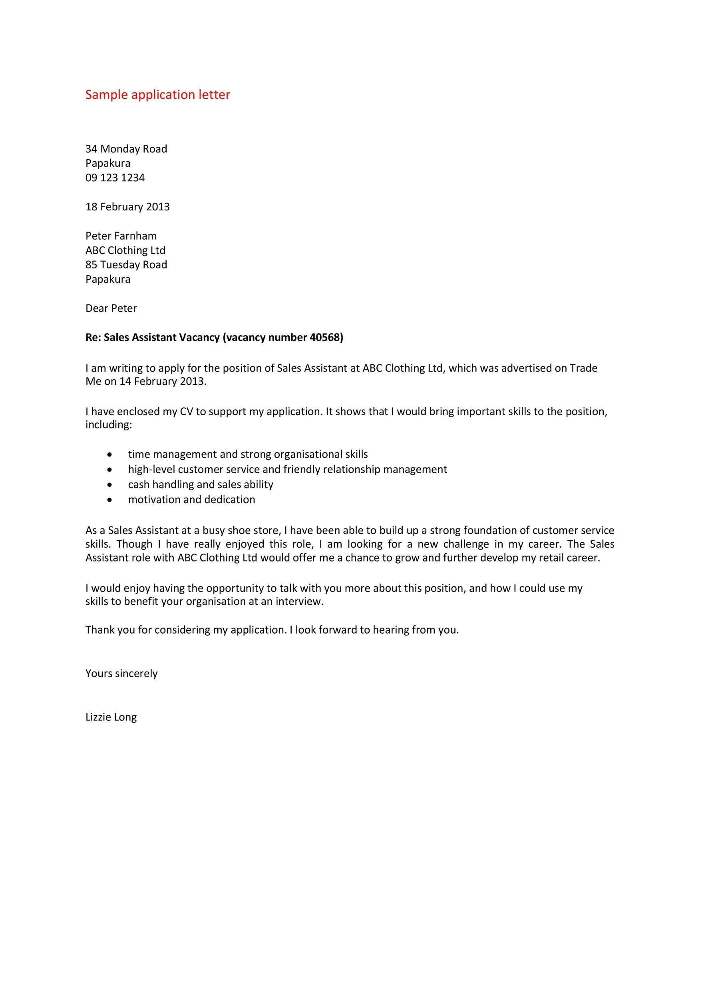 Sample application letter
34 Monday Road
Papakura
09 123 1234
18 February 2013
Peter Farnham
ABC Clothing Ltd
85 Tuesday Road
Papakura
Dear Peter
Re: Sales Assistant Vacancy (vacancy number 40568)
I am writing to apply for the position of Sales Assistant at ABC Clothing Ltd, which was advertised on Trade
Me on 14 February 2013.
I have enclosed my CV to support my application. It shows that I would bring important skills to the position,
including:
• time management and strong organisational skills
• high-level customer service and friendly relationship management
• cash handling and sales ability
• motivation and dedication
As a Sales Assistant at a busy shoe store, I have been able to build up a strong foundation of customer service
skills. Though I have really enjoyed this role, I am looking for a new challenge in my career. The Sales
Assistant role with ABC Clothing Ltd would offer me a chance to grow and further develop my retail career.
I would enjoy having the opportunity to talk with you more about this position, and how I could use my
skills to benefit your organisation at an interview.
Thank you for considering my application. I look forward to hearing from you.
Yours sincerely
Lizzie Long